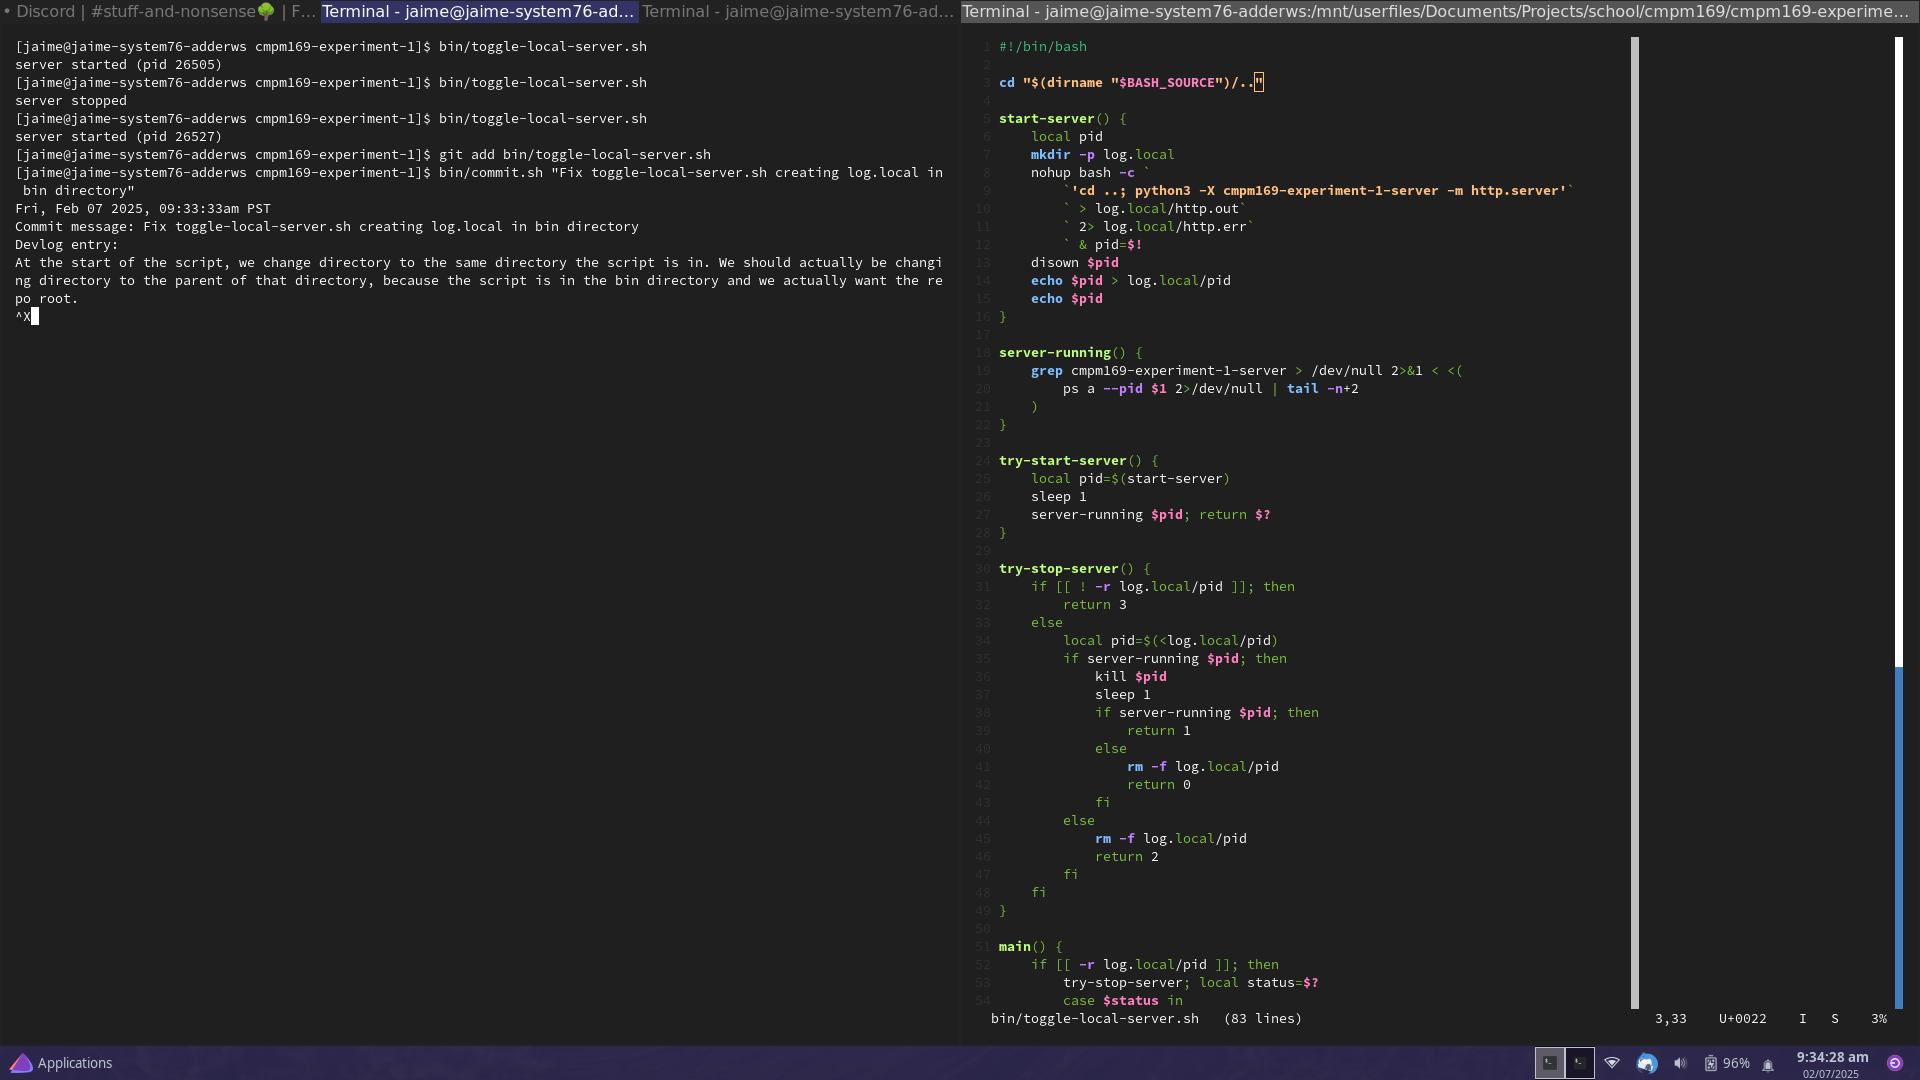 • Discord | #stuff-and-nonsense🌳 | F... Terminal - jaime@jaime-system76-ad... Terminal - jaime@jaime-system76-ad... Terminal - jaime@jaime-system76-adderws:/mnt/userfiles/Documents/Projects/school/cmpm169/cmpm169-experime...
[jaime@jaime-system76-adderws cmpm169-experiment-1]$ bin/toggle-local-server.sh
server started (pid 26505)
[jaime@jaime-system76-adderws cmpm169-experiment-1]$ bin/toggle-local-server.sh
server stopped
[jaime@jaime-system76-adderws cmpm169-experiment-1]$ bin/toggle-local-server.sh
server started (pid 26527)
[jaime@jaime-system76-adderws cmpm169-experiment-1]$ git add bin/toggle-local-server.sh
[jaime@jaime-system76-adderws cmpm169-experiment-1]$ bin/commit.sh "Fix toggle-local-server.sh creating log.local in
 bin directory"
Fri, Feb 07 2025, 09:33:33am PST
Commit message: Fix toggle-local-server.sh creating log.local in bin directory
Devlog entry:
At the start of the script, we change directory to the same directory the script is in. We should actually be changi
ng directory to the parent of that directory, because the script is in the bin directory and we actually want the re
po root.
^X
1 #!/bin/bash
2
3 cd "$(dirname "$BASH_SOURCE")/.."
4
5 start-server() {
6     local pid
7     mkdir -p log.local
8     nohup bash -c `
9         `'cd ..; python3 -X cmpm169-experiment-1-server -m http.server'`
10         ` > log.local/http.out`
11         ` 2> log.local/http.err`
12         ` & pid=$!
13     disown $pid
14     echo $pid > log.local/pid
15     echo $pid
16 }
17
18 server-running() {
19     grep cmpm169-experiment-1-server > /dev/null 2>&1 < <(
20         ps a --pid $1 2>/dev/null | tail -n+2
21     )
22 }
23
24 try-start-server() {
25     local pid=$(start-server)
26     sleep 1
27     server-running $pid; return $?
28 }
29
30 try-stop-server() {
31     if [[ ! -r log.local/pid ]]; then
32         return 3
33     else
34         local pid=$(<log.local/pid)
35         if server-running $pid; then
36             kill $pid
37             sleep 1
38             if server-running $pid; then
39                 return 1
40             else
41                 rm -f log.local/pid
42                 return 0
43             fi
44         else
45             rm -f log.local/pid
46             return 2
47         fi
48     fi
49 }
50
51 main() {
52     if [[ -r log.local/pid ]]; then
53         try-stop-server; local status=$?
54         case $status in
bin/toggle-local-server.sh   (83 lines) 3,33 U+0022 I S 3%
Applications 96% 9:34:28 am
02/07/2025